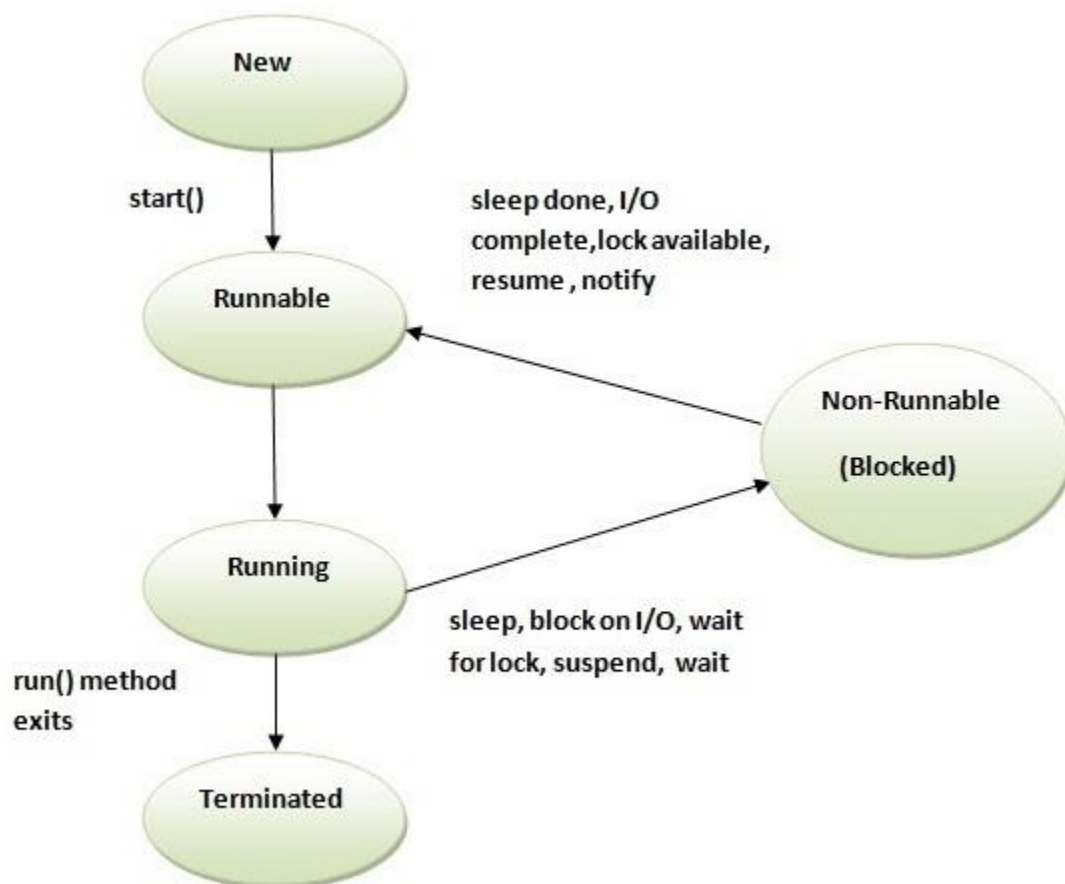 New
start()
sleep done, I/O
complete,lock available,
resume , notify
Runnable
Non-Runnable
(Blocked)
Running
sleep, block on I/O, wait
for lock, suspend, wait
run() method
exits
Terminated